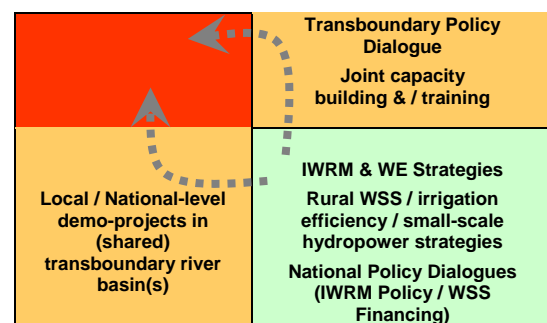 Transboundary Policy
Dialogue
Joint capacity
building & / training
Local / National-level
demo-projects in
(shared)
transboundary river
basin(s)
IWRM & WE Strategies
Rural WSS / irrigation
efficiency / small-scale
hydropower strategies
National Policy Dialogues
(IWRM Policy / WSS
Financing)